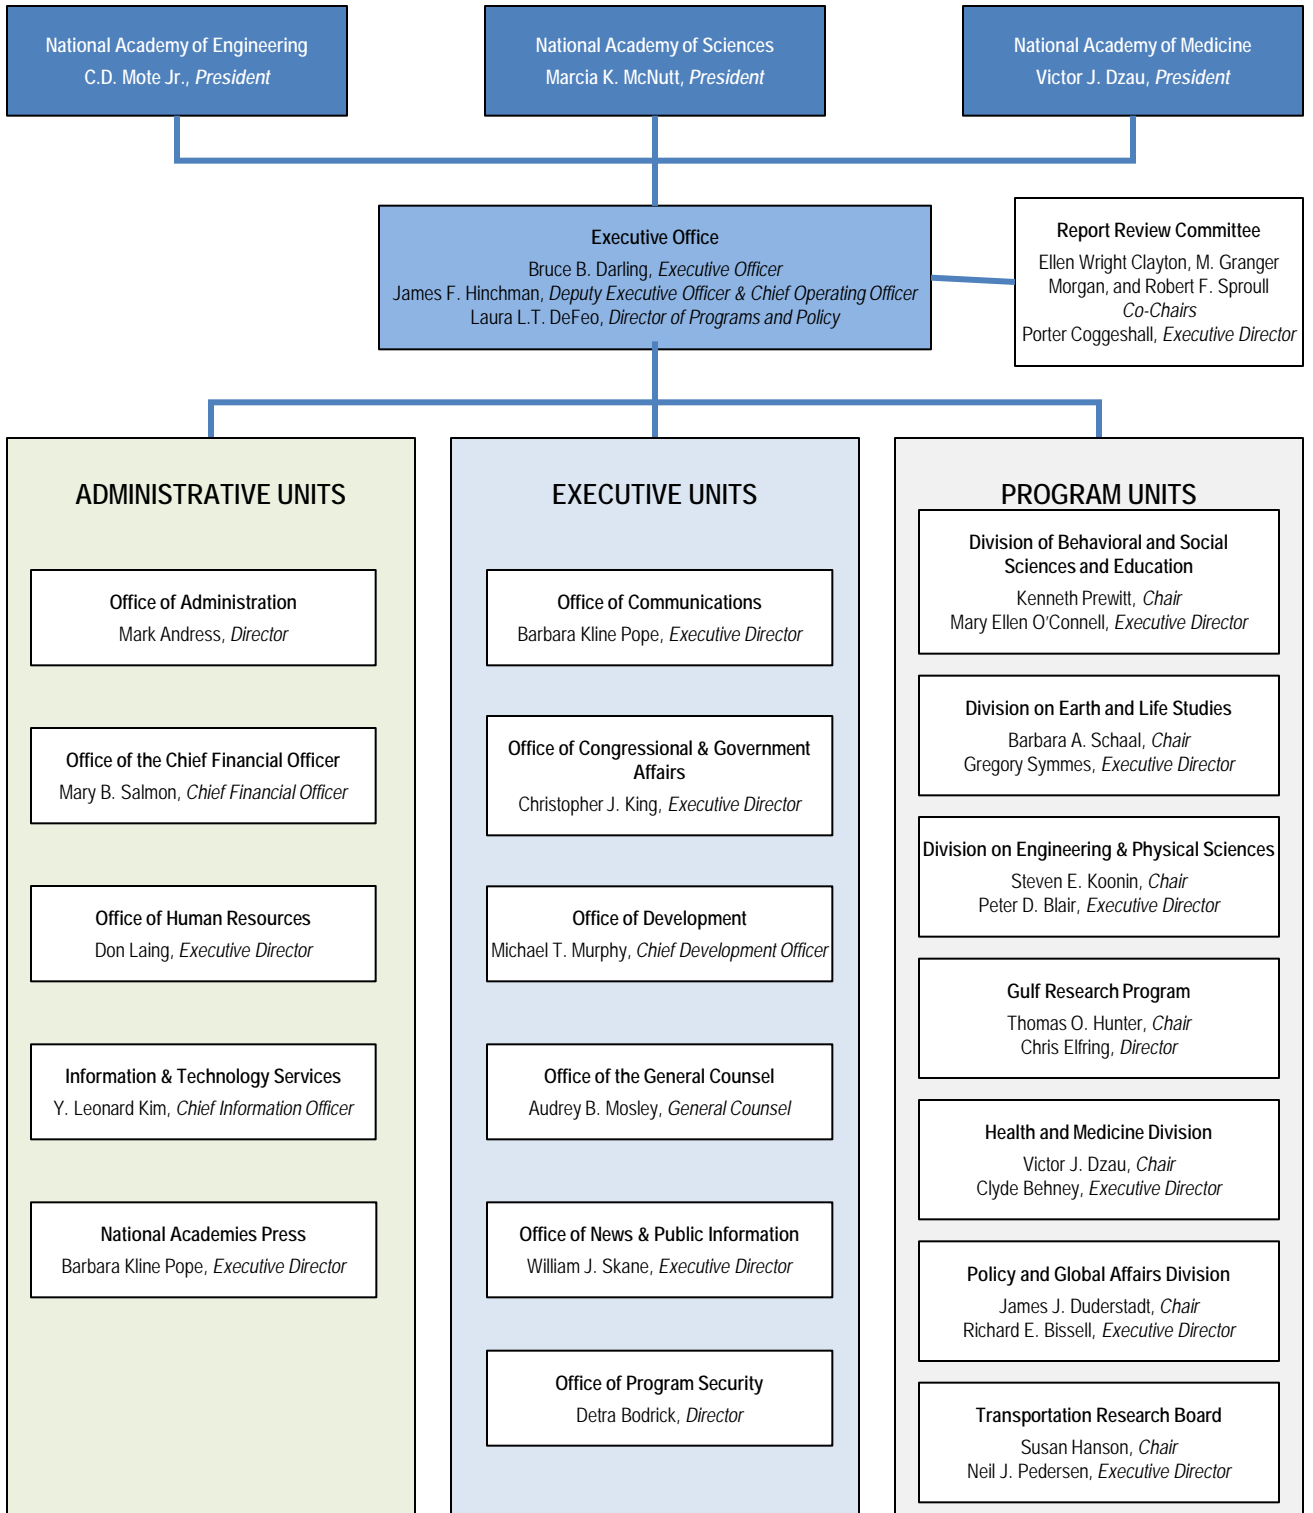 National Academy of Engineering
C.D. Mote Jr., President
National Academy of Sciences
Marcia K. McNutt, President
National Academy of Medicine
Victor J. Dzau, President
Executive Office
Bruce B. Darling, Executive Officer
James F. Hinchman, Deputy Executive Officer & Chief Operating Officer
Laura L.T. DeFeo, Director of Programs and Policy
Report Review Committee
Ellen Wright Clayton, M. Granger
Morgan, and Robert F. Sproull
Co-Chairs
Porter Coggeshall, Executive Director
ADMINISTRATIVE UNITS
Office of Administration
Mark Andress, Director
Office of the Chief Financial Officer
Mary B. Salmon, Chief Financial Officer
Office of Human Resources
Don Laing, Executive Director
Information & Technology Services
Y. Leonard Kim, Chief Information Officer
National Academies Press
Barbara Kline Pope, Executive Director
EXECUTIVE UNITS
Office of Communications
Barbara Kline Pope, Executive Director
Office of Congressional & Government
Affairs
Christopher J. King, Executive Director
Office of Development
Michael T. Murphy, Chief Development Officer
Office of the General Counsel
Audrey B. Mosley, General Counsel
Office of News & Public Information
William J. Skane, Executive Director
Office of Program Security
Detra Bodrick, Director
PROGRAM UNITS
Division of Behavioral and Social
Sciences and Education
Kenneth Prewitt, Chair
Mary Ellen O’Connell, Executive Director
Division on Earth and Life Studies
Barbara A. Schaal, Chair
Gregory Symmes, Executive Director
Division on Engineering & Physical Sciences
Steven E. Koonin, Chair
Peter D. Blair, Executive Director
Gulf Research Program
Thomas O. Hunter, Chair
Chris Elfring, Director
Health and Medicine Division
Victor J. Dzau, Chair
Clyde Behney, Executive Director
Policy and Global Affairs Division
James J. Duderstadt, Chair
Richard E. Bissell, Executive Director
Transportation Research Board
Susan Hanson, Chair
Neil J. Pedersen, Executive Director